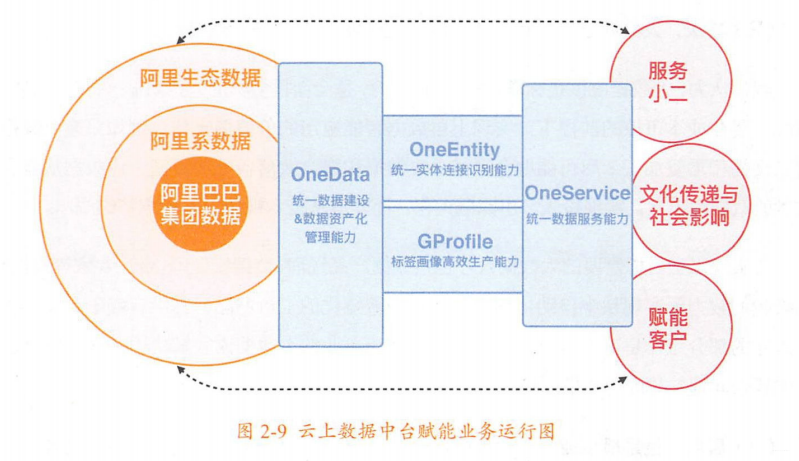 阿里生态数据
阿里系数据
阿里巴巴
集团数据
OneData
统一数据建设
&数据资产化
管理能力
OneEntity
统一实体连接识别能力
GProfile
标签画像高效生产能力
OneService
统一数据服务能力
服务
小二
文化传递与
社会影响
赋能
客户
图 2-9 云上数据中台赋能业务运行图